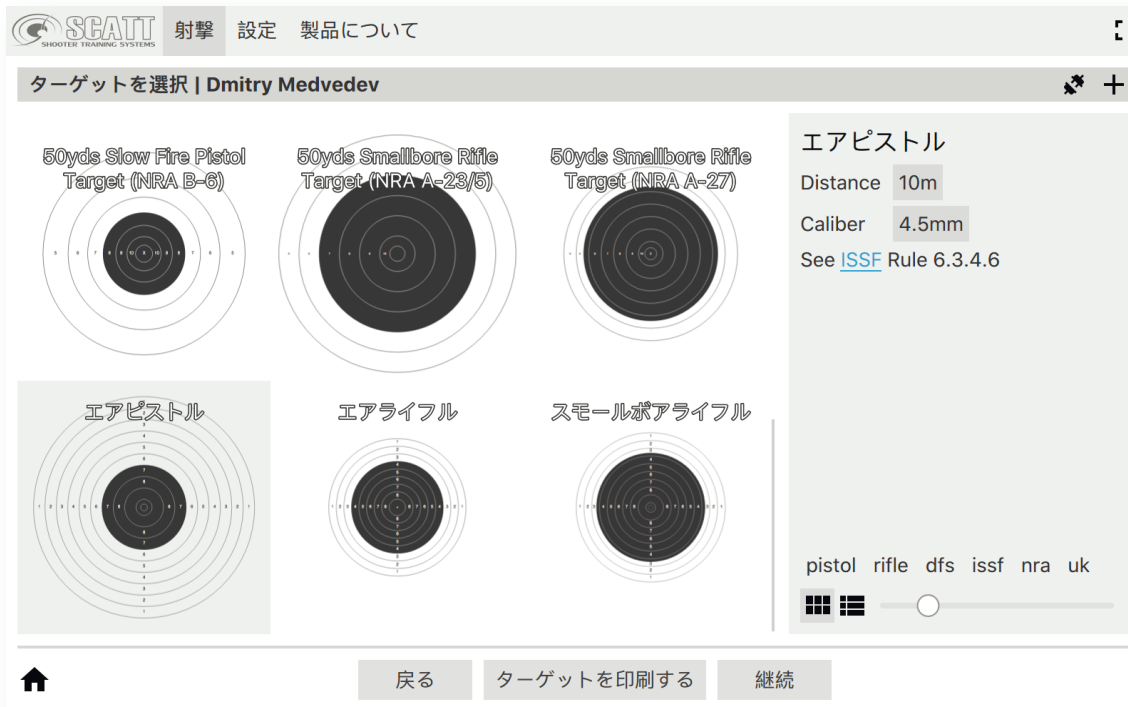 SCATT
SHOOTER TRAINING SYSTEMS
射撃 設定 製品について
ターゲットを選択 | Dmitry Medvedev
50yds Slow Fire Pistol
Target (NRA B-6)
50yds Smallbore Rifle
Target (NRA A-23/5)
50yds Smallbore Rifle
Target (NRA A-27)
エアピストル
エアライフル
スモールボアライフル
エアピストル
Distance 10m
Caliber 4.5mm
See ISSF Rule 6.3.4.6
pistol rifle dfs issf nra uk
戻る ターゲットを印刷する 継続